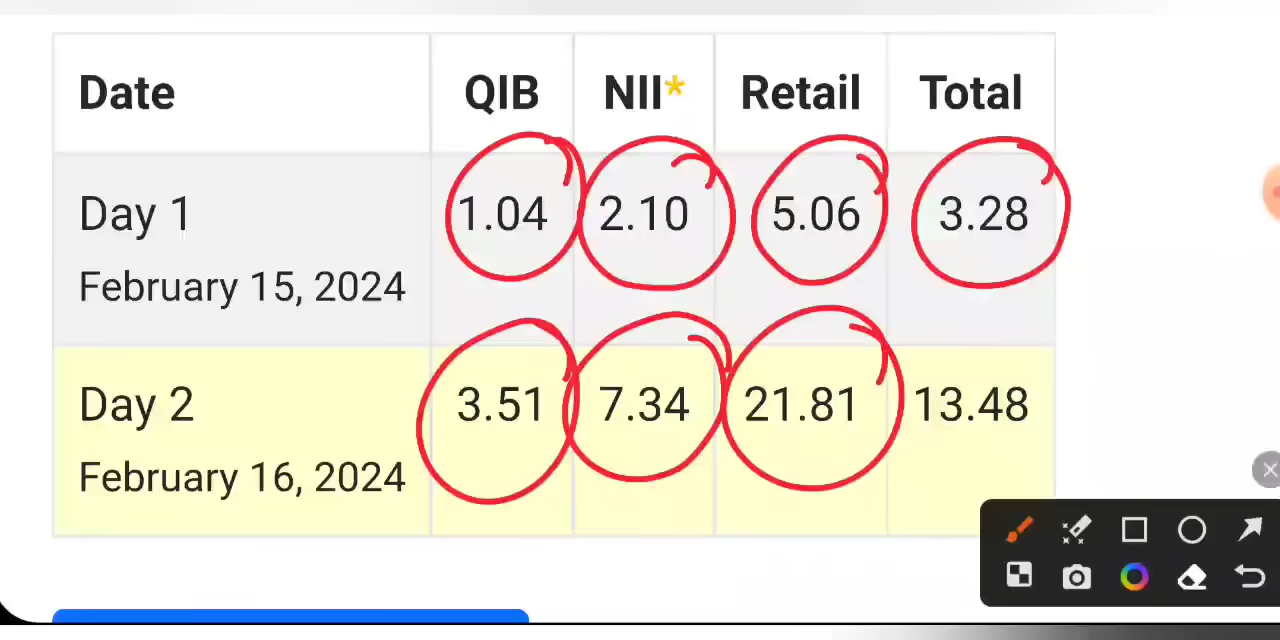 Date QIB NII* Retail Total
Day 1 1.04 2.10 5.06 3.28
February 15, 2024
Day 2 3.51 7.34 21.81 13.48
February 16, 2024